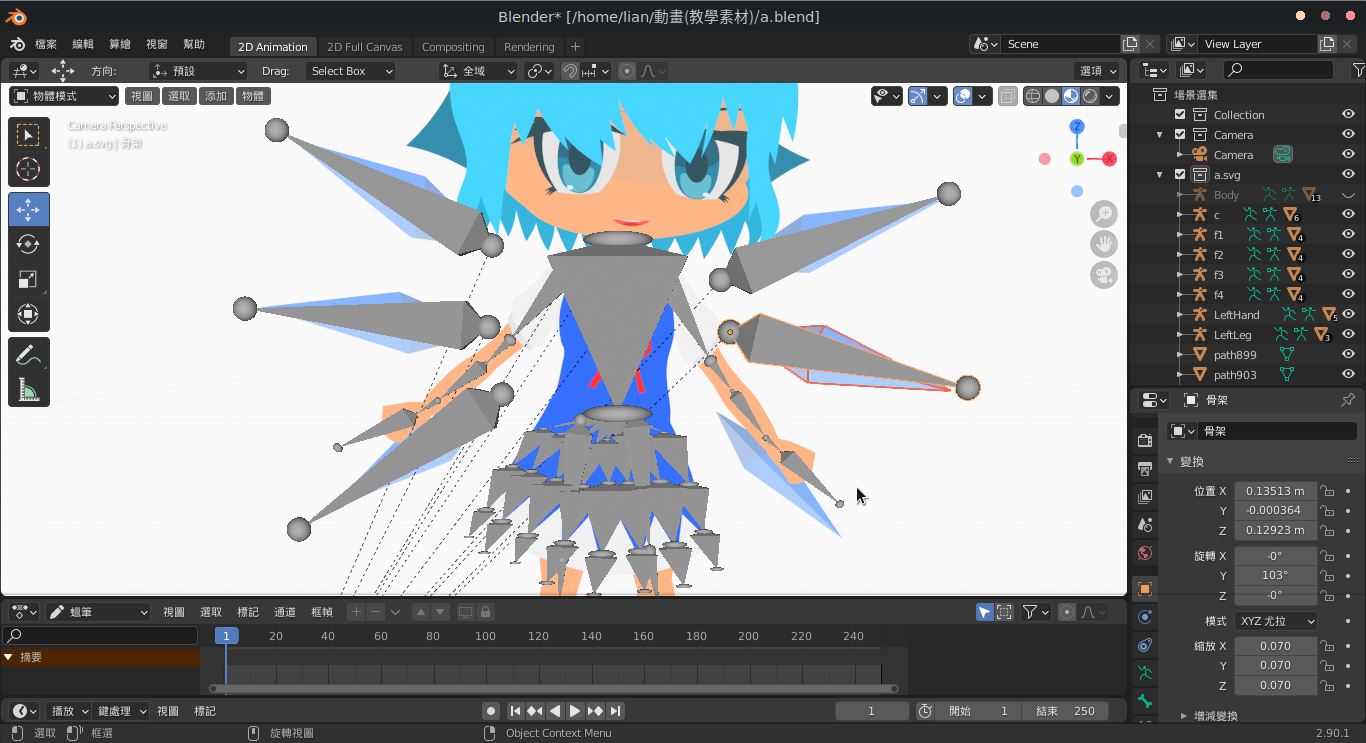 Blender* [/home/lian/動畫(教學素材)/a.blend]
檔案 編輯 算繪 視窗 幫助 2D Animation 2D Full Canvas Compositing Rendering + Scene View Layer
方向: 預設 Drag: Select Box 全域 選項
物體模式 視圖 選取 添加 物體
Camera Perspective
(1) a.svg | 骨架
Z
Y
X
場景選集
Collection
Camera
Camera
a.svg
Body 13
c 6
f1 4
f2 4
f3 4
f4 4
LeftHand 5
LeftLeg 3
path899
path903
骨架
骨架
變換
位置 X 0.13513 m
Y -0.000364
Z 0.12923 m
旋轉 X -0°
Y 103°
Z -0°
模式 XYZ 尤拉
縮放 X 0.070
Y 0.070
Z 0.070
增減變換
蠟筆 視圖 選取 標記 通道 框幀
1 20 40 60 80 100 120 140 160 180 200 220 240
摘要
播放 鍵處理 視圖 標記 1 開始 1 結束 250
選取 框選 旋轉視圖 Object Context Menu 2.90.1